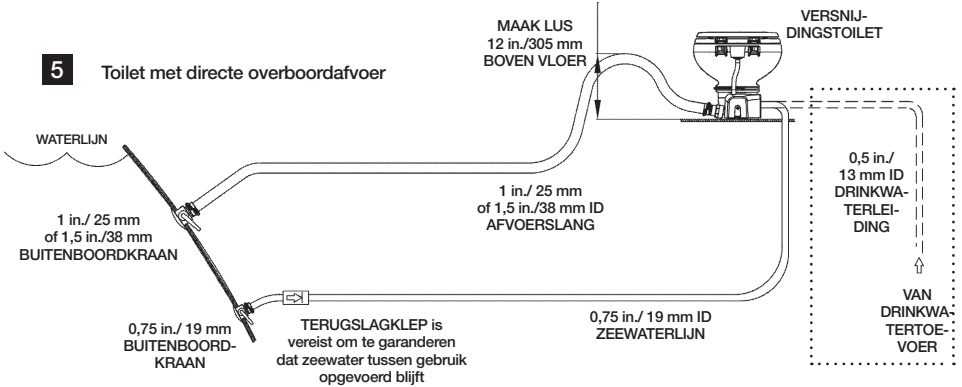 5 Toilet met directe overboordafvoer
MAAK LUS
12 in./305 mm
BOVEN VLOER
VERSNIJ-
DINGSTOILET
WATERLIJN
1 in./ 25 mm
of 1,5 in./38 mm
BUITENBOORDKRAAN
1 in./ 25 mm
of 1,5 in./38 mm ID
AFVOERSLANG
0,5 in./
13 mm ID
DRINKWA-
TERLEI-
DING
0,75 in./ 19 mm
BUITENBOORD-
KRAAN
TERUGSLAGKLEP is
vereist om te garanderen
dat zeewater tussen gebruik
opgevoerd blijft
0,75 in./ 19 mm ID
ZEEWATERLIJN
VAN
DRINKWA-
TERTOE-
VOER